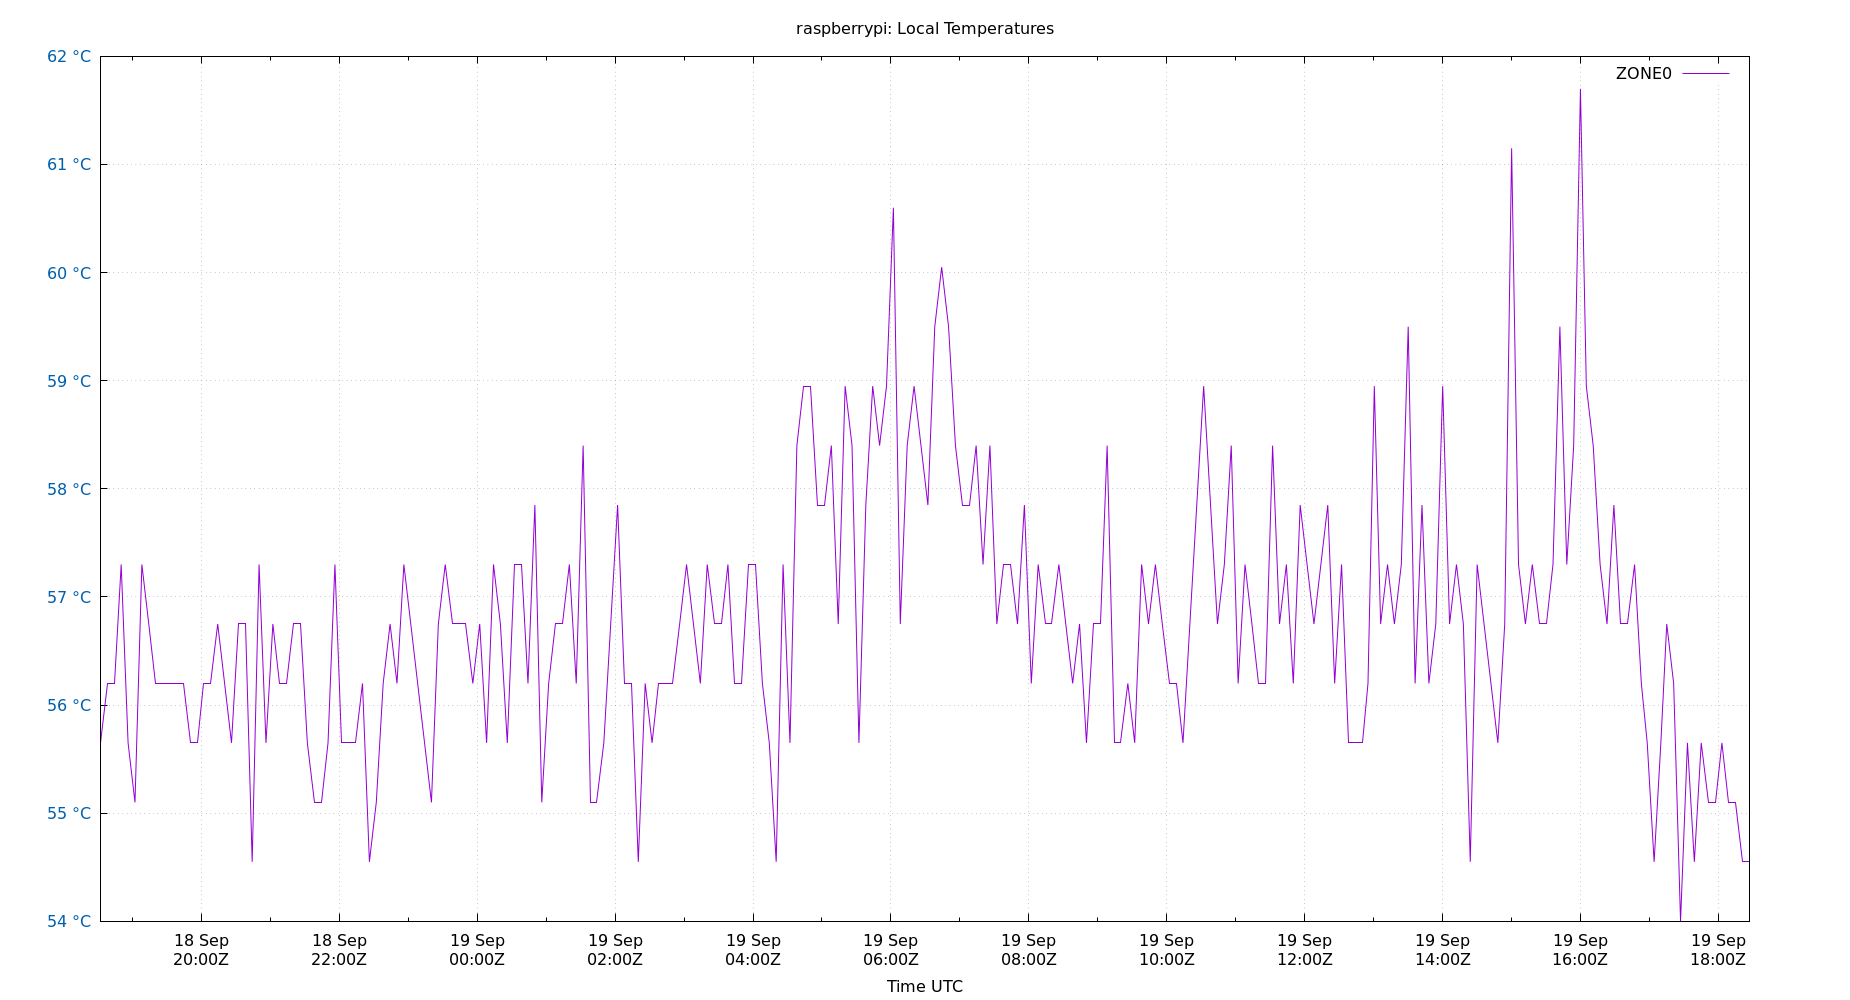 raspberrypi: Local Temperatures
ZONE0
62 °C
61 °C
60 °C
59 °C
58 °C
57 °C
56 °C
55 °C
54 °C
18 Sep 18 Sep 19 Sep 19 Sep 19 Sep 19 Sep 19 Sep 19 Sep 19 Sep 19 Sep 19 Sep 19 Sep
20:00Z 22:00Z 00:00Z 02:00Z 04:00Z 06:00Z 08:00Z 10:00Z 12:00Z 14:00Z 16:00Z 18:00Z
Time UTC